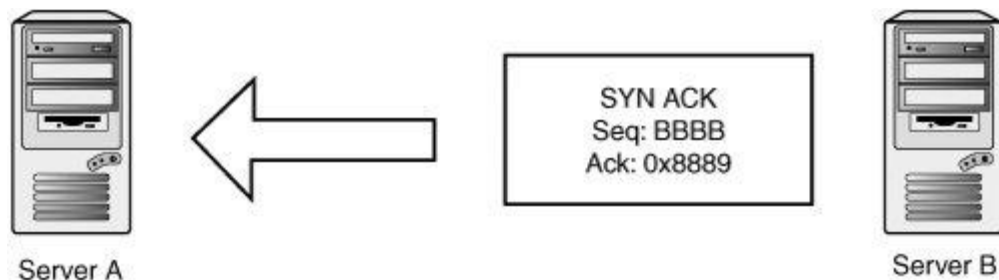 SYN ACK
Seq: BBBB
Ack: 0x8889
Server A
Server B